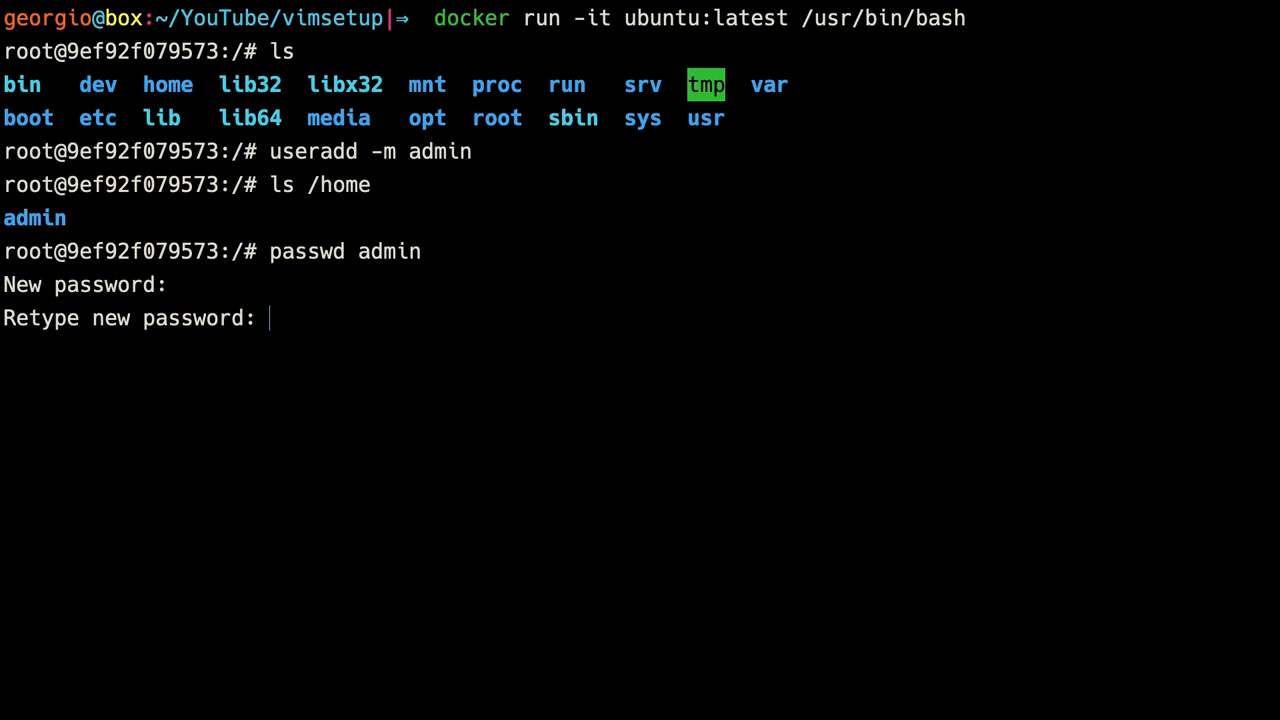 georgio@box:~/YouTube/vimsetup|⇒  docker run -it ubuntu:latest /usr/bin/bash
root@9ef92f079573:/# ls
bin   dev  home  lib32  libx32  mnt  proc  run   srv  tmp  var
boot  etc  lib   lib64  media   opt  root  sbin  sys  usr
root@9ef92f079573:/# useradd -m admin
root@9ef92f079573:/# ls /home
admin
root@9ef92f079573:/# passwd admin
New password:
Retype new password: